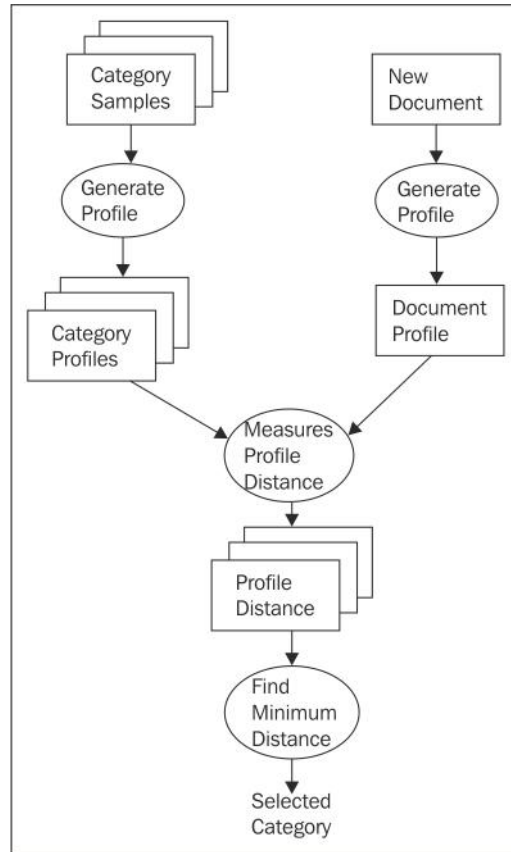 Category
Samples
New
Document
Generate
Profile
Generate
Profile
Category
Profiles
Document
Profile
Measures
Profile
Distance
Profile
Distance
Find
Minimum
Distance
Selected
Category